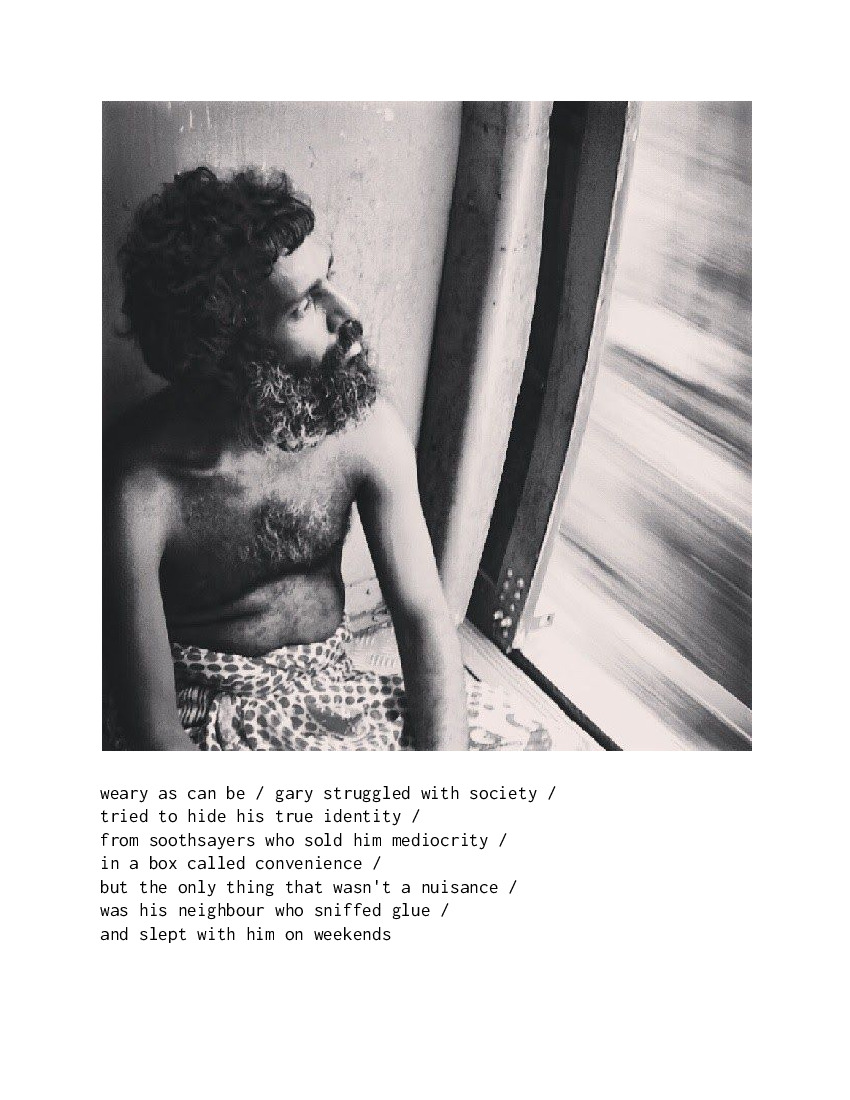 weary as can be / gary struggled with society /
tried to hide his true identity /
from soothsayers who sold him mediocrity /
in a box called convenience /
but the only thing that wasn't a nuisance /
was his neighbour who sniffed glue /
and slept with him on weekends